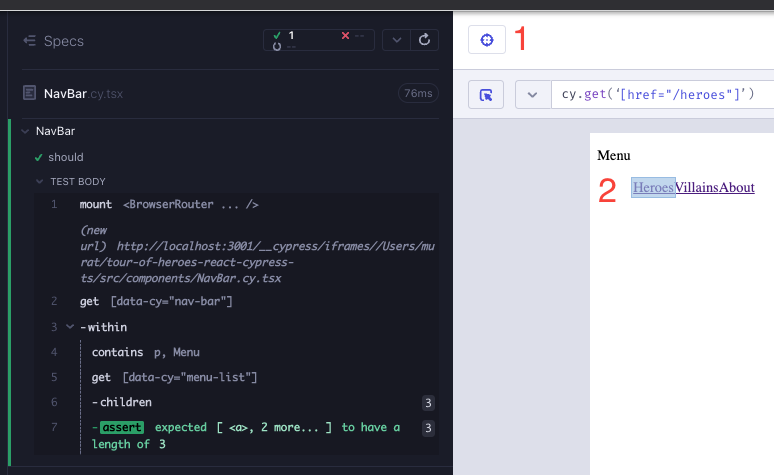 Specs
1
--
--
1
NavBar.cy.tsx
76ms
cy.get('[href="/heroes"]')
NavBar
should
TEST BODY
1 mount <BrowserRouter ... />
(new
url) http://localhost:3001/__cypress/iframes//Users/mu
rat/tour-of-heroes-react-cypress-
ts/src/components/NavBar.cy.tsx
2 get [data-cy="nav-bar"]
3 -within
4 contains p, Menu
5 get [data-cy="menu-list"]
6 -children 3
7 -assert expected [ <a>, 2 more... ] to have a 3
length of 3
Menu
2 HeroesVillainsAbout